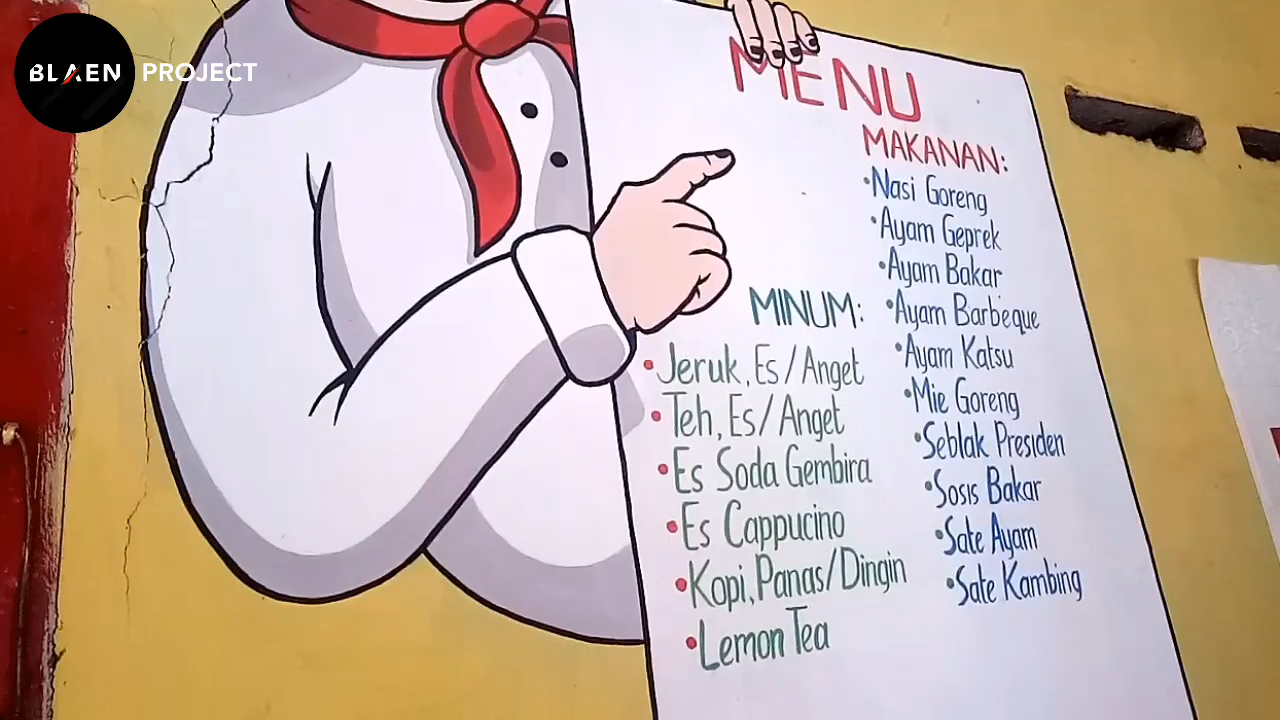 BLAEN PROJECT
MENU
MAKANAN:
•Nasi Goreng
•Ayam Geprek
•Ayam Bakar
•Ayam Barbeque
•Ayam Katsu
•Mie Goreng
•Seblak Presiden
•Sosis Bakar
•Sate Ayam
•Sate Kambing
MINUM:
•Jeruk, Es/Anget
•Teh, Es/Anget
•Es Soda Gembira
•Es Cappucino
•Kopi, Panas/Dingin
•Lemon Tea